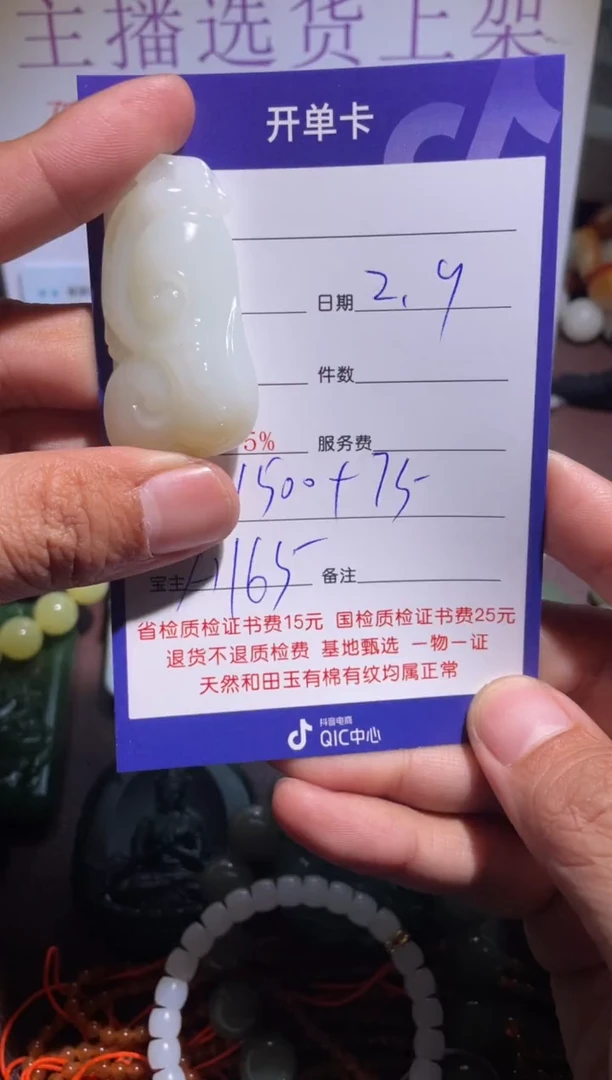 主播选货上架
开单卡
日期 2.9
件数
5% 服务费
1500+75
宝主 1165 备注
省检质检证书费15元 国检质检证书费25元
退货不退质检费 基地甄选 一物一证
天然和田玉有棉有纹均属正常
抖音电商
QIC中心